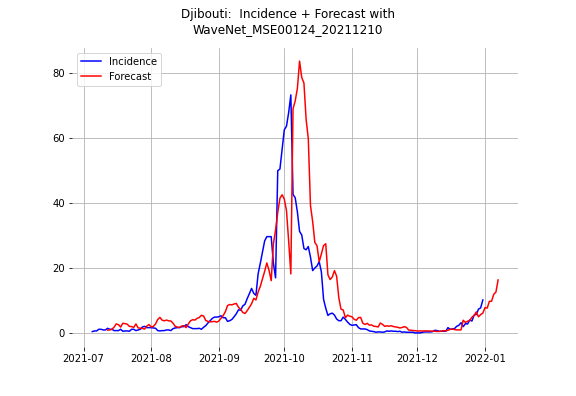 Djibouti:  Incidence + Forecast with
WaveNet_MSE00124_20211210
Incidence
Forecast
80
60
40
20
0
2021-07 2021-08 2021-09 2021-10 2021-11 2021-12 2022-01